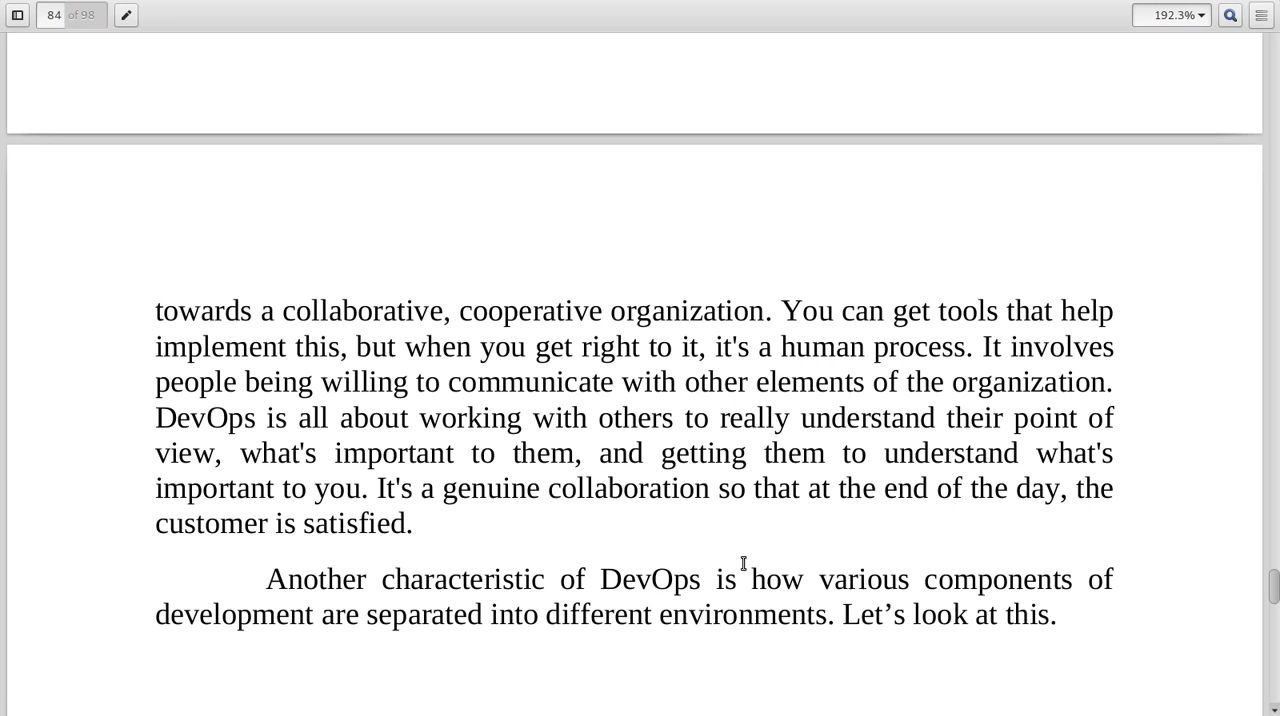 84 of 98
192.3%
towards a collaborative, cooperative organization. You can get tools that help
implement this, but when you get right to it, it's a human process. It involves
people being willing to communicate with other elements of the organization.
DevOps is all about working with others to really understand their point of
view, what's important to them, and getting them to understand what's
important to you. It's a genuine collaboration so that at the end of the day, the
customer is satisfied.
Another characteristic of DevOps is how various components of
development are separated into different environments. Let’s look at this.